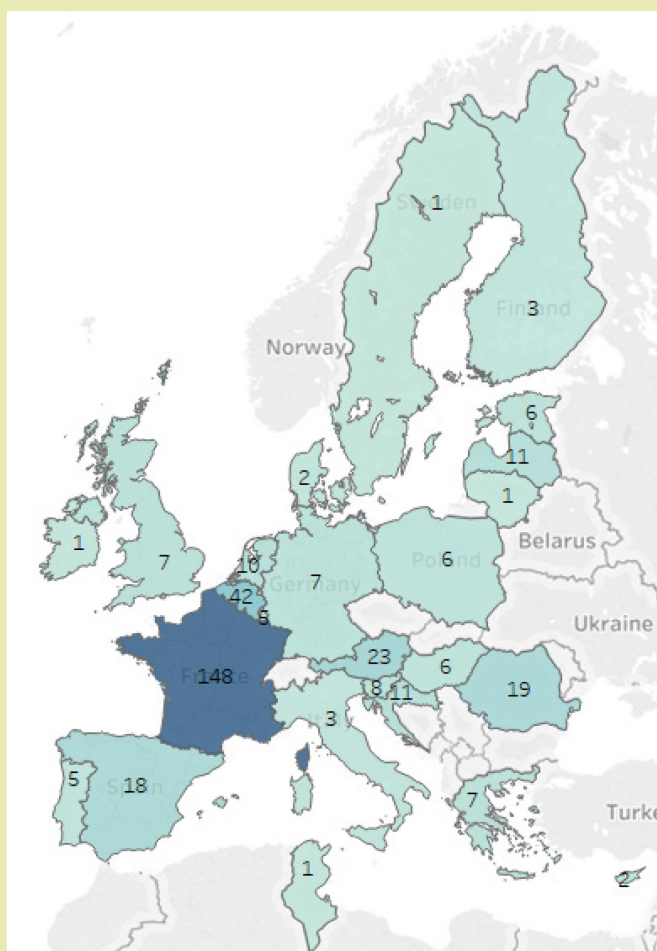 1
Sweden
3
Finland
Norway
6
11
2
1
1
7
10
7
Germany
6
Poland
Belarus
42
5
Ukraine
148
France
23
6
8
11
19
3
Italy
5
18
Spain
7
Turke
1
2